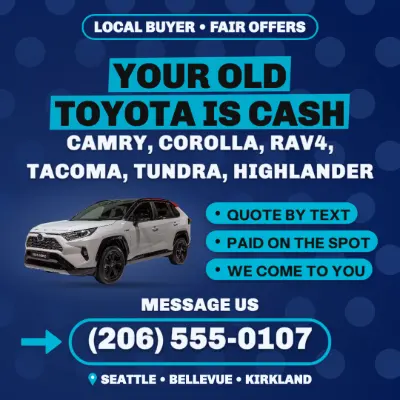 LOCAL BUYER • FAIR OFFERS
YOUR OLD
TOYOTA IS CASH
CAMRY, COROLLA, RAV4,
TACOMA, TUNDRA, HIGHLANDER
• QUOTE BY TEXT
• PAID ON THE SPOT
• WE COME TO YOU
MESSAGE US
(206) 555-0107
SEATTLE • BELLEVUE • KIRKLAND